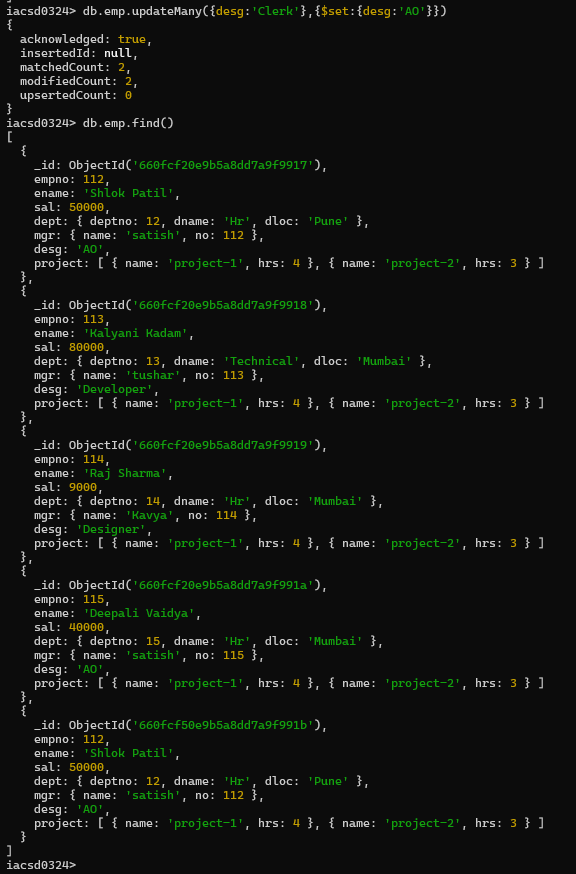 iacsd0324> db.emp.updateMany({desg:'Clerk'},{$set:{desg:'AO'}})
{
  acknowledged: true,
  insertedId: null,
  matchedCount: 2,
  modifiedCount: 2,
  upsertedCount: 0
}
iacsd0324> db.emp.find()
[
  {
    _id: ObjectId('660fcf20e9b5a8dd7a9f9917'),
    empno: 112,
    ename: 'Shlok Patil',
    sal: 50000,
    dept: { deptno: 12, dname: 'Hr', dloc: 'Pune' },
    mgr: { name: 'satish', no: 112 },
    desg: 'AO',
    project: [ { name: 'project-1', hrs: 4 }, { name: 'project-2', hrs: 3 } ]
  },
  {
    _id: ObjectId('660fcf20e9b5a8dd7a9f9918'),
    empno: 113,
    ename: 'Kalyani Kadam',
    sal: 80000,
    dept: { deptno: 13, dname: 'Technical', dloc: 'Mumbai' },
    mgr: { name: 'tushar', no: 113 },
    desg: 'Developer',
    project: [ { name: 'project-1', hrs: 4 }, { name: 'project-2', hrs: 3 } ]
  },
  {
    _id: ObjectId('660fcf20e9b5a8dd7a9f9919'),
    empno: 114,
    ename: 'Raj Sharma',
    sal: 9000,
    dept: { deptno: 14, dname: 'Hr', dloc: 'Mumbai' },
    mgr: { name: 'Kavya', no: 114 },
    desg: 'Designer',
    project: [ { name: 'project-1', hrs: 4 }, { name: 'project-2', hrs: 3 } ]
  },
  {
    _id: ObjectId('660fcf20e9b5a8dd7a9f991a'),
    empno: 115,
    ename: 'Deepali Vaidya',
    sal: 40000,
    dept: { deptno: 15, dname: 'Hr', dloc: 'Mumbai' },
    mgr: { name: 'satish', no: 115 },
    desg: 'AO',
    project: [ { name: 'project-1', hrs: 4 }, { name: 'project-2', hrs: 3 } ]
  },
  {
    _id: ObjectId('660fcf50e9b5a8dd7a9f991b'),
    empno: 112,
    ename: 'Shlok Patil',
    sal: 50000,
    dept: { deptno: 12, dname: 'Hr', dloc: 'Pune' },
    mgr: { name: 'satish', no: 112 },
    desg: 'AO',
    project: [ { name: 'project-1', hrs: 4 }, { name: 'project-2', hrs: 3 } ]
  }
]
iacsd0324>